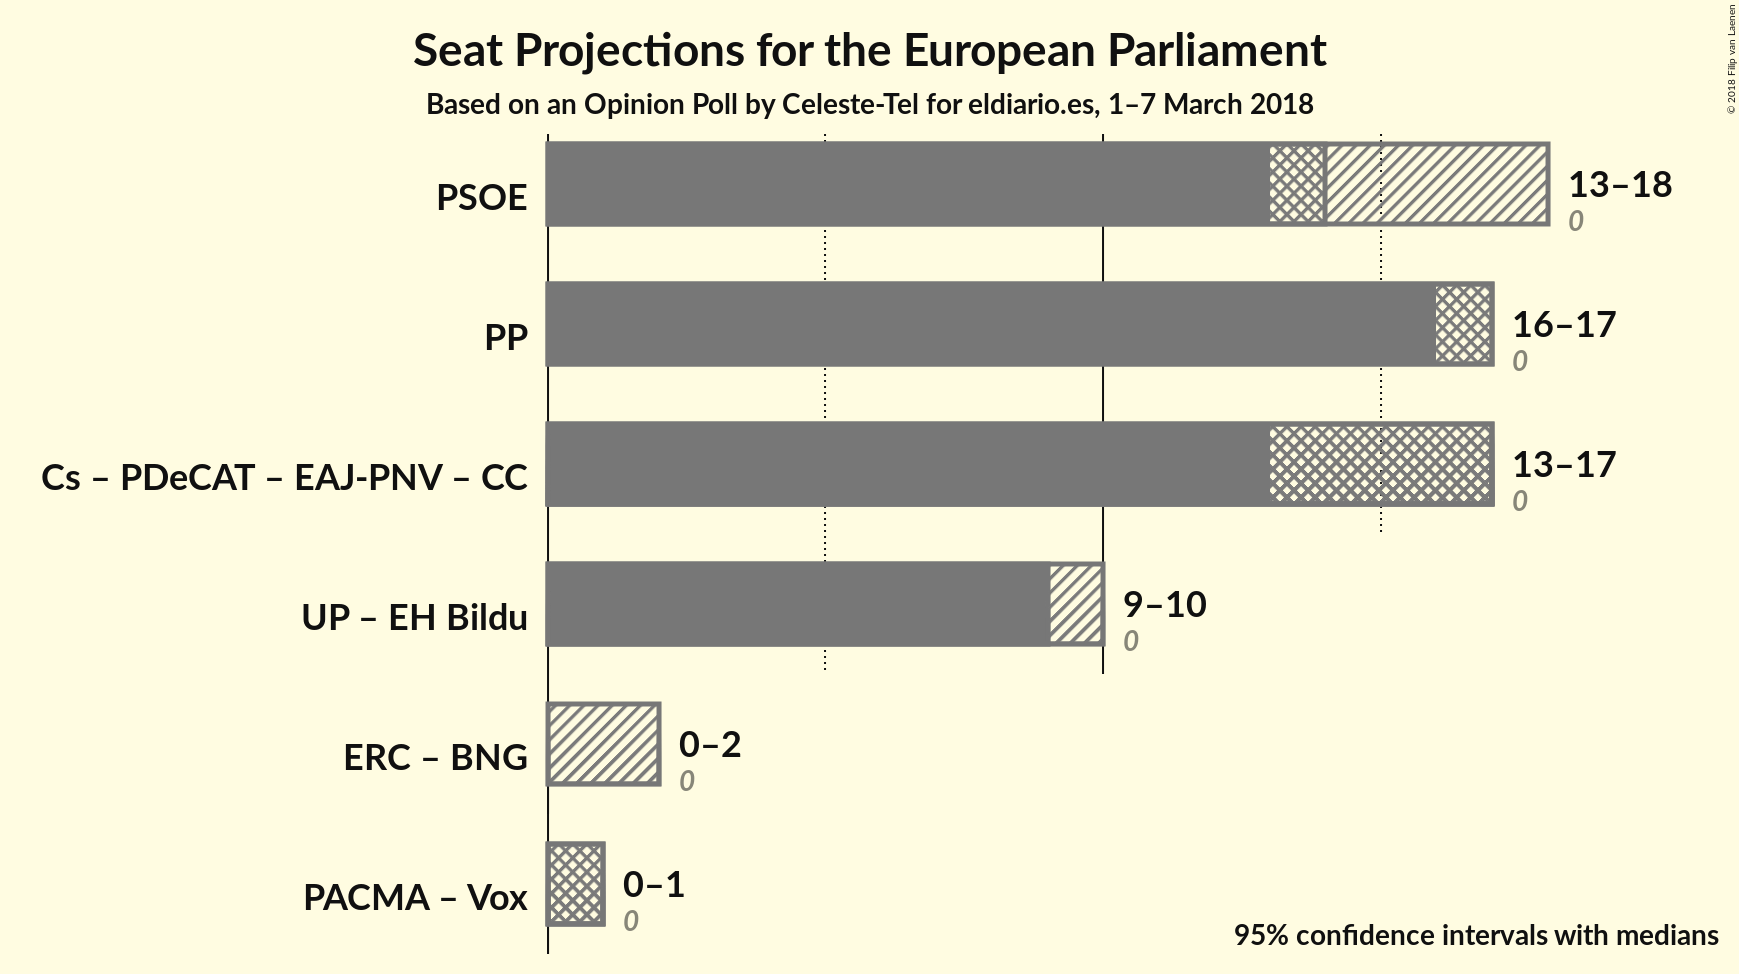 Seat Projections for the European Parliament
Based on an Opinion Poll by Celeste-Tel for eldiario.es, 1–7 March 2018
© 2018 Filip van Laenen
PSOE
13–18
0
PP
16–17
0
Cs – PDeCAT – EAJ-PNV – CC
13–17
0
UP – EH Bildu
9–10
0
ERC – BNG
0–2
0
PACMA – Vox
0–1
0
95% confidence intervals with medians